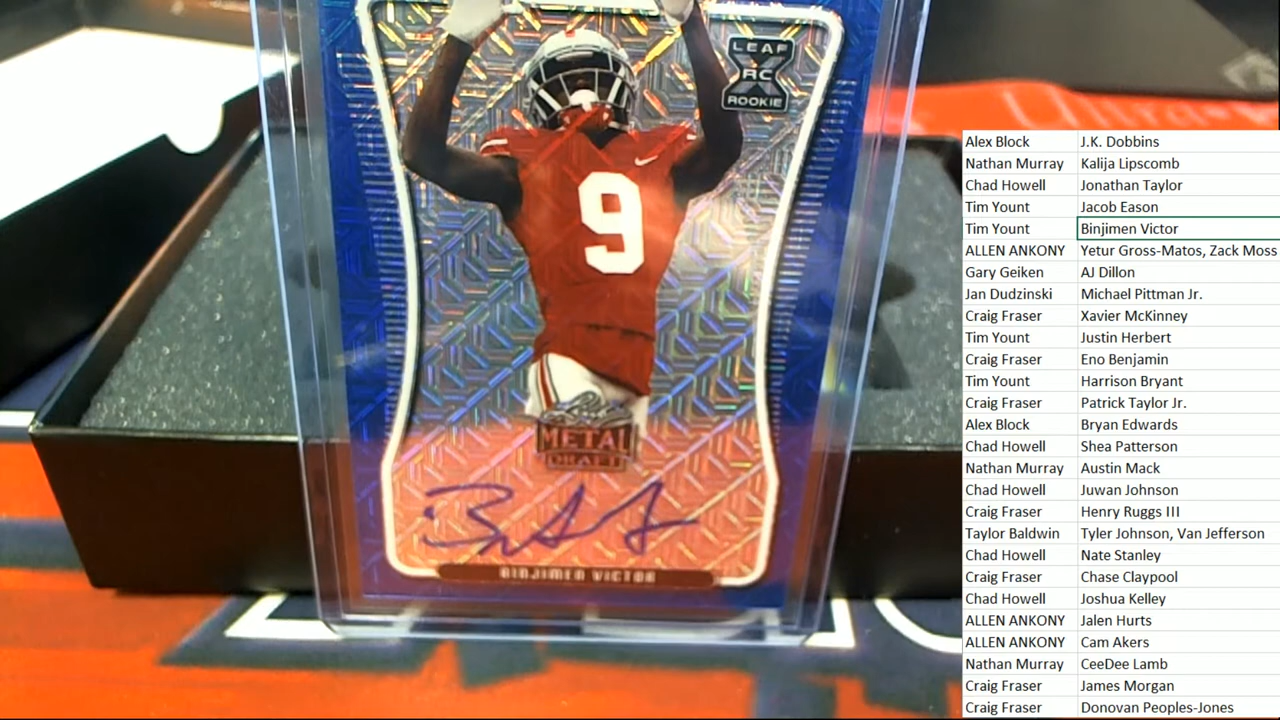 LEAF
RC
ROOKIE
9
Leaf
METAL
DRAFT
BINJIMEN VICTOR
Alex Block J.K. Dobbins
Nathan Murray Kalija Lipscomb
Chad Howell Jonathan Taylor
Tim Yount Jacob Eason
Tim Yount Binjimen Victor
ALLEN ANKONY Yetur Gross-Matos, Zack Moss
Gary Geiken AJ Dillon
Jan Dudzinski Michael Pittman Jr.
Craig Fraser Xavier McKinney
Tim Yount Justin Herbert
Craig Fraser Eno Benjamin
Tim Yount Harrison Bryant
Craig Fraser Patrick Taylor Jr.
Alex Block Bryan Edwards
Chad Howell Shea Patterson
Nathan Murray Austin Mack
Chad Howell Juwan Johnson
Craig Fraser Henry Ruggs III
Taylor Baldwin Tyler Johnson, Van Jefferson
Chad Howell Nate Stanley
Craig Fraser Chase Claypool
Chad Howell Joshua Kelley
ALLEN ANKONY Jalen Hurts
ALLEN ANKONY Cam Akers
Nathan Murray CeeDee Lamb
Craig Fraser James Morgan
Craig Fraser Donovan Peoples-Jones